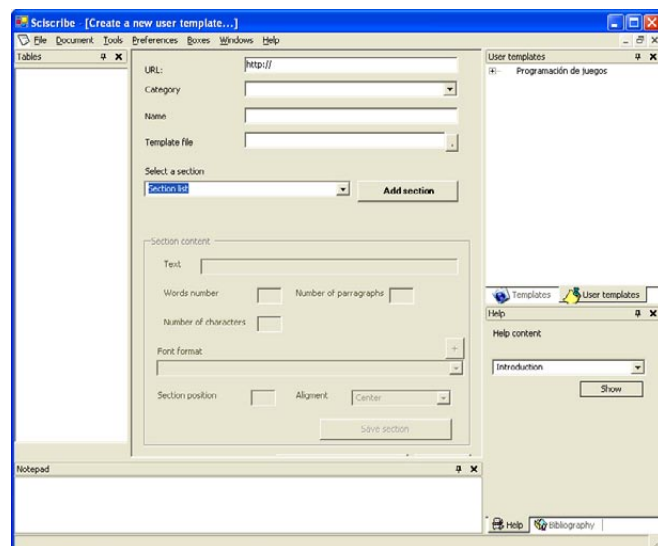 Sciscribe - [Create a new user template...]
File Document Tools Preferences Boxes Windows Help
Tables
URL:
http://
Category
Name
Template file
Select a section
Section list
Add section
Section content
Text
Words number
Number of parragraphs
Number of characters
Font format
+
Section position
Aligment
Center
Save section
User templates
Programación de juegos
Templates
User templates
Help
Help content
Introduction
Show
Help
Bibliography
Notepad